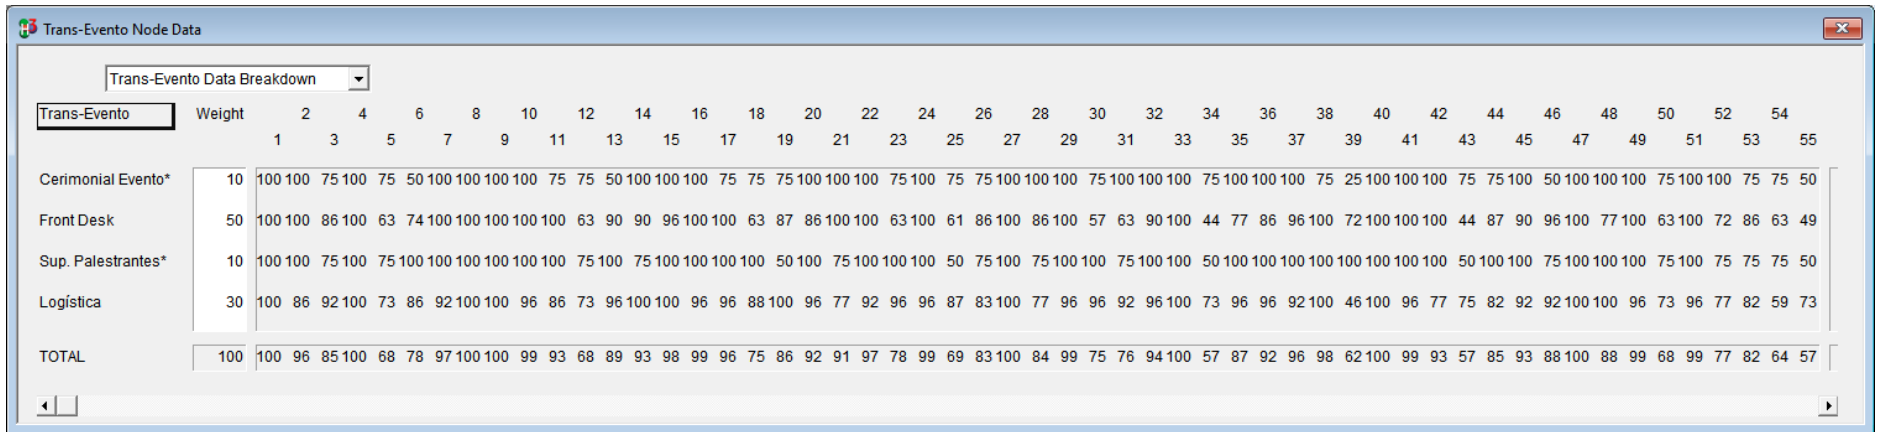 Trans-Evento Node Data
Trans-Evento Data Breakdown
Trans-Evento Weight 2 4 6 8 10 12 14 16 18 20 22 24 26 28 30 32 34 36 38 40 42 44 46 48 50 52 54
1 3 5 7 9 11 13 15 17 19 21 23 25 27 29 31 33 35 37 39 41 43 45 47 49 51 53 55
Cerimonial Evento* 10 100 100 75 100 75 50 100 100 100 100 75 75 50 100 100 100 75 75 75 100 100 100 75 100 75 75 100 100 100 75 100 100 100 75 100 100 100 75 25 100 100 100 75 75 100 50 100 100 100 75 100 100 75 75 50
Front Desk 50 100 100 86 100 63 74 100 100 100 100 100 63 90 90 96 100 100 63 87 86 100 100 63 100 61 86 100 86 100 57 63 90 100 44 77 86 96 100 72 100 100 100 44 87 90 96 100 77 100 63 100 72 86 63 49
Sup. Palestrantes* 10 100 100 75 100 75 100 100 100 100 100 100 75 100 75 100 100 100 100 50 100 75 100 100 100 50 75 100 75 100 100 75 100 100 50 100 100 100 100 100 100 100 100 50 100 100 75 100 100 100 75 100 75 75 75 50
Logística 30 100 86 92 100 73 86 92 100 100 96 86 73 96 100 100 96 96 88 100 96 77 92 96 96 87 83 100 77 96 96 92 96 100 73 96 96 92 100 46 100 96 77 75 82 92 92 100 100 96 73 96 77 82 59 73
TOTAL 100 100 96 85 100 68 78 97 100 100 99 93 68 89 93 98 99 96 75 86 92 91 97 78 99 69 83 100 84 99 75 76 94 100 57 87 92 96 98 62 100 99 93 57 85 93 88 100 88 99 68 99 77 82 64 57